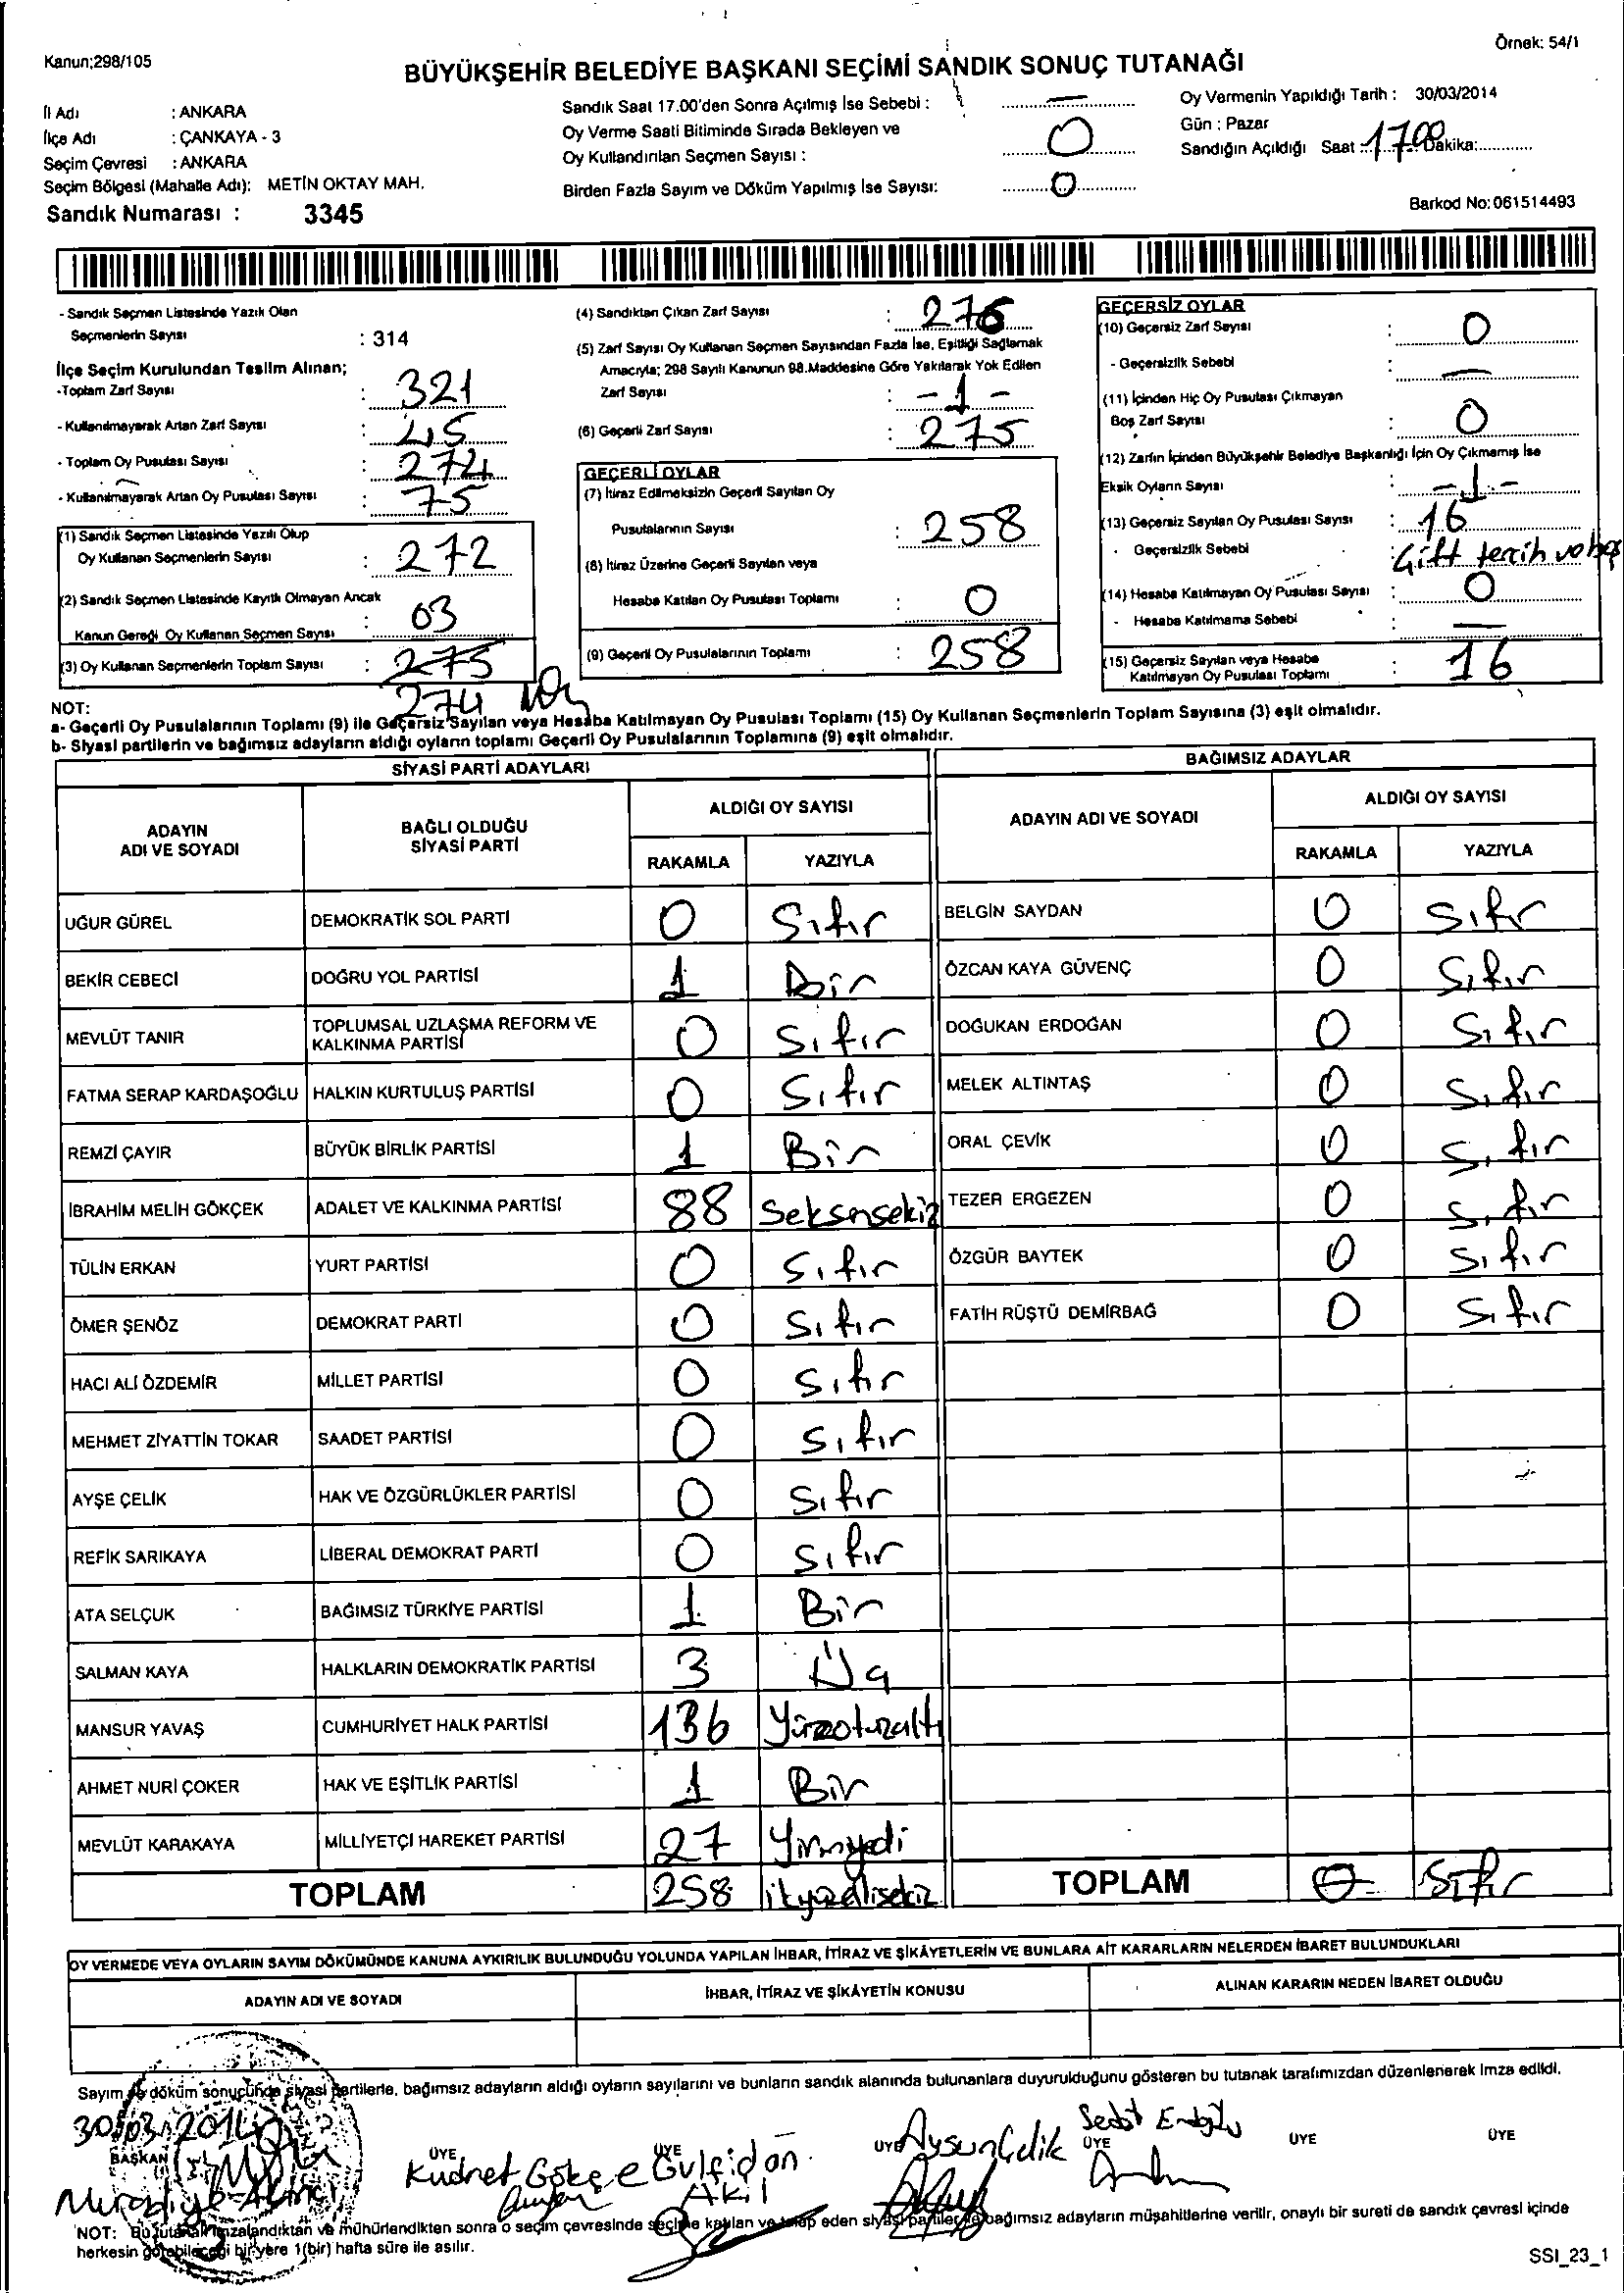 Kanun;298/105
Örnek: 54/1
BÜYÜKŞEHİR BELEDİYE BAŞKANI SEÇİMİ SANDIK SONUÇ TUTANAĞI
İl Adı : ANKARA
İlçe Adı : ÇANKAYA - 3
Seçim Çevresi : ANKARA
Seçim Bölgesi (Mahalle Adı): METİN OKTAY MAH.
Sandık Numarası : 3345
Sandık Saat 17.00'den Sonra Açılmış İse Sebebi : —
Oy Verme Saati Bitiminde Sırada Bekleyen ve
Oy Kullandırılan Seçmen Sayısı : 0
Birden Fazla Sayım ve Döküm Yapılmış İse Sayısı: 0
Oy Vermenin Yapıldığı Tarih : 30/03/2014
Gün : Pazar
Sandığın Açıldığı Saat : 17 00 Dakika:
Barkod No: 061514493
- Sandık Seçmen Listesinde Yazılı Olan
Seçmenlerin Sayısı : 314
İlçe Seçim Kurulundan Teslim Alınan;
-Toplam Zarf Sayısı : 321
- Kullanılmayarak Artan Zarf Sayısı : 45
- Toplam Oy Pusulası Sayısı : 274
- Kullanılmayarak Artan Oy Pusulası Sayısı : 75
(1) Sandık Seçmen Listesinde Yazılı Olup
Oy Kullanan Seçmenlerin Sayısı : 272
(2) Sandık Seçmen Listesinde Kayıtlı Olmayan Ancak
Kanun Gereği Oy Kullanan Seçmen Sayısı : 03
(3) Oy Kullanan Seçmenlerin Toplam Sayısı : 275
274
(4) Sandıktan Çıkan Zarf Sayısı : 276
(5) Zarf Sayısı Oy Kullanan Seçmen Sayısından Fazla İse, Eşitliği Sağlamak
Amacıyla; 298 Sayılı Kanunun 98.Maddesine Göre Yakılarak Yok Edilen
Zarf Sayısı : -1-
(6) Geçerli Zarf Sayısı : 275
GEÇERLİ OYLAR
(7) İtiraz Edilmeksizin Geçerli Sayılan Oy
Pusulalarının Sayısı : 258
(8) İtiraz Üzerine Geçerli Sayılan veya
Hesaba Katılan Oy Pusulası Toplamı : 0
(9) Geçerli Oy Pusulalarının Toplamı : 258
GEÇERSİZ OYLAR
(10) Geçersiz Zarf Sayısı : 0
- Geçersizlik Sebebi : —
(11) İçinden Hiç Oy Pusulası Çıkmayan
Boş Zarf Sayısı : 0
(12) Zarfın İçinden Büyükşehir Belediye Başkanlığı İçin Oy Çıkmamış İse
Eksik Oyların Sayısı : -1-
(13) Geçersiz Sayılan Oy Pusulası Sayısı : 16
- Geçersizlik Sebebi : Çift tercih ve boş
(14) Hesaba Katılmayan Oy Pusulası Sayısı : 0
- Hesaba Katılmama Sebebi : —
(15) Geçersiz Sayılan veya Hesaba
Katılmayan Oy Pusulası Toplamı : 16
NOT:
a- Geçerli Oy Pusulalarının Toplamı (9) ile Geçersiz Sayılan veya Hesaba Katılmayan Oy Pusulası Toplamı (15) Oy Kullanan Seçmenlerin Toplam Sayısına (3) eşit olmalıdır.
b- Siyasi partilerin ve bağımsız adayların aldığı oyların toplamı Geçerli Oy Pusulalarının Toplamına (9) eşit olmalıdır.
SİYASİ PARTİ ADAYLARI
BAĞIMSIZ ADAYLAR
ADAYIN
ADI VE SOYADI
BAĞLI OLDUĞU
SİYASİ PARTİ
ALDIĞI OY SAYISI
RAKAMLA YAZIYLA
ADAYIN ADI VE SOYADI
ALDIĞI OY SAYISI
RAKAMLA YAZIYLA
UĞUR GÜREL DEMOKRATİK SOL PARTİ 0 Sıfır BELGİN SAYDAN 0 Sıfır
BEKİR CEBECİ DOĞRU YOL PARTİSİ 1 Bir ÖZCAN KAYA GÜVENÇ 0 Sıfır
MEVLÜT TANIR TOPLUMSAL UZLAŞMA REFORM VE
KALKINMA PARTİSİ 0 Sıfır DOĞUKAN ERDOĞAN 0 Sıfır
FATMA SERAP KARDAŞOĞLU HALKIN KURTULUŞ PARTİSİ 0 Sıfır MELEK ALTINTAŞ 0 Sıfır
REMZİ ÇAYIR BÜYÜK BİRLİK PARTİSİ 1 Bir ORAL ÇEVİK 0 Sıfır
İBRAHİM MELİH GÖKÇEK ADALET VE KALKINMA PARTİSİ 88 Seksensekiz TEZER ERGEZEN 0 Sıfır
TÜLİN ERKAN YURT PARTİSİ 0 Sıfır ÖZGÜR BAYTEK 0 Sıfır
ÖMER ŞENÖZ DEMOKRAT PARTİ 0 Sıfır FATİH RÜŞTÜ DEMİRBAĞ 0 Sıfır
HACI ALİ ÖZDEMİR MİLLET PARTİSİ 0 Sıfır
MEHMET ZİYATTİN TOKAR SAADET PARTİSİ 0 Sıfır
AYŞE ÇELİK HAK VE ÖZGÜRLÜKLER PARTİSİ 0 Sıfır
REFİK SARIKAYA LİBERAL DEMOKRAT PARTİ 0 Sıfır
ATA SELÇUK BAĞIMSIZ TÜRKİYE PARTİSİ 1 Bir
SALMAN KAYA HALKLARIN DEMOKRATİK PARTİSİ 3 Üç
MANSUR YAVAŞ CUMHURİYET HALK PARTİSİ 136 Yüzotuzaltı
AHMET NURİ ÇOKER HAK VE EŞİTLİK PARTİSİ 1 Bir
MEVLÜT KARAKAYA MİLLİYETÇİ HAREKET PARTİSİ 27 Yirmiyedi
TOPLAM 258 ikiyüzellisekiz TOPLAM 0 Sıfır
OY VERMEDE VEYA OYLARIN SAYIM DÖKÜMÜNDE KANUNA AYKIRILIK BULUNDUĞU YOLUNDA YAPILAN İHBAR, İTİRAZ VE ŞİKÂYETLERİN VE BUNLARA AİT KARARLARIN NELERDEN İBARET BULUNDUKLARI
ADAYIN ADI VE SOYADI İHBAR, İTİRAZ VE ŞİKÂYETİN KONUSU ALINAN KARARIN NEDEN İBARET OLDUĞU
Sayım ve döküm sonucunda siyasi partilerle, bağımsız adayların aldığı oyların sayılarını ve bunların sandık alanında bulunanlara duyurulduğunu gösteren bu tutanak tarafımızdan düzenlenerek imza edildi.
30.03.2014
BAŞKAN ÜYE ÜYE ÜYE ÜYE ÜYE ÜYE
Kudret Gökçe Gülfidan Akıl Aysun Çelik Sedat
NOT: Bu tutanak imzalandıktan ve mühürlendikten sonra o seçim çevresinde seçime katılan ve talep eden siyasi partiler ile bağımsız adayların müşahitlerine verilir, onaylı bir sureti de sandık çevresi içinde
herkesin görebileceği bir yere 1(bir) hafta süre ile asılır.
SSI_23_1